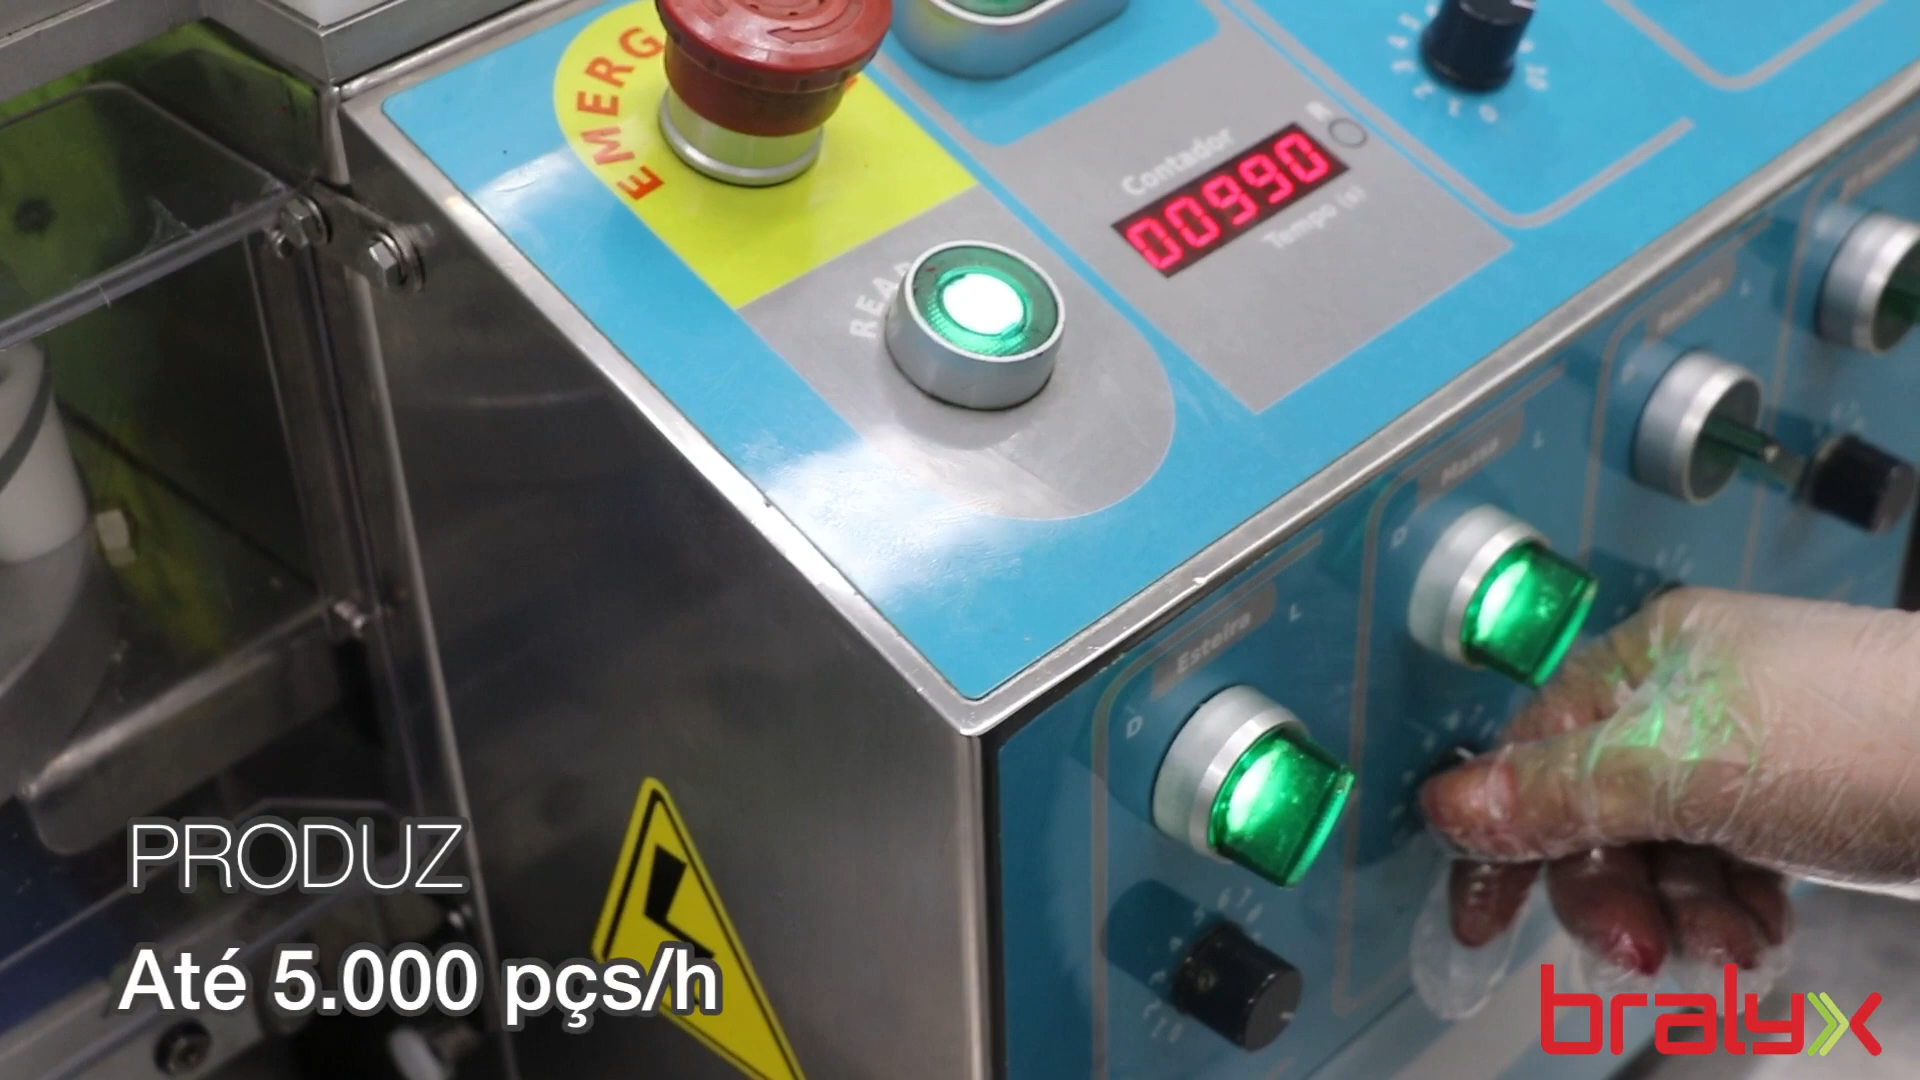 EMERG
Contador
R
00990
Tempo (s)
REA
Esteira
D
L
Massa
D
L
PRODUZ
Até 5.000 pçs/h
bralyx